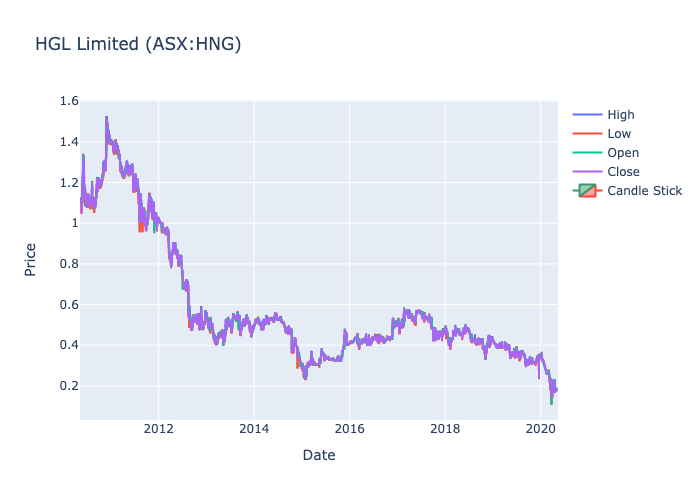 HGL Limited (ASX:HNG)
1.6
1.4
1.2
1
0.8
0.6
0.4
0.2
Price
2012 2014 2016 2018 2020
Date
High
Low
Open
Close
Candle Stick